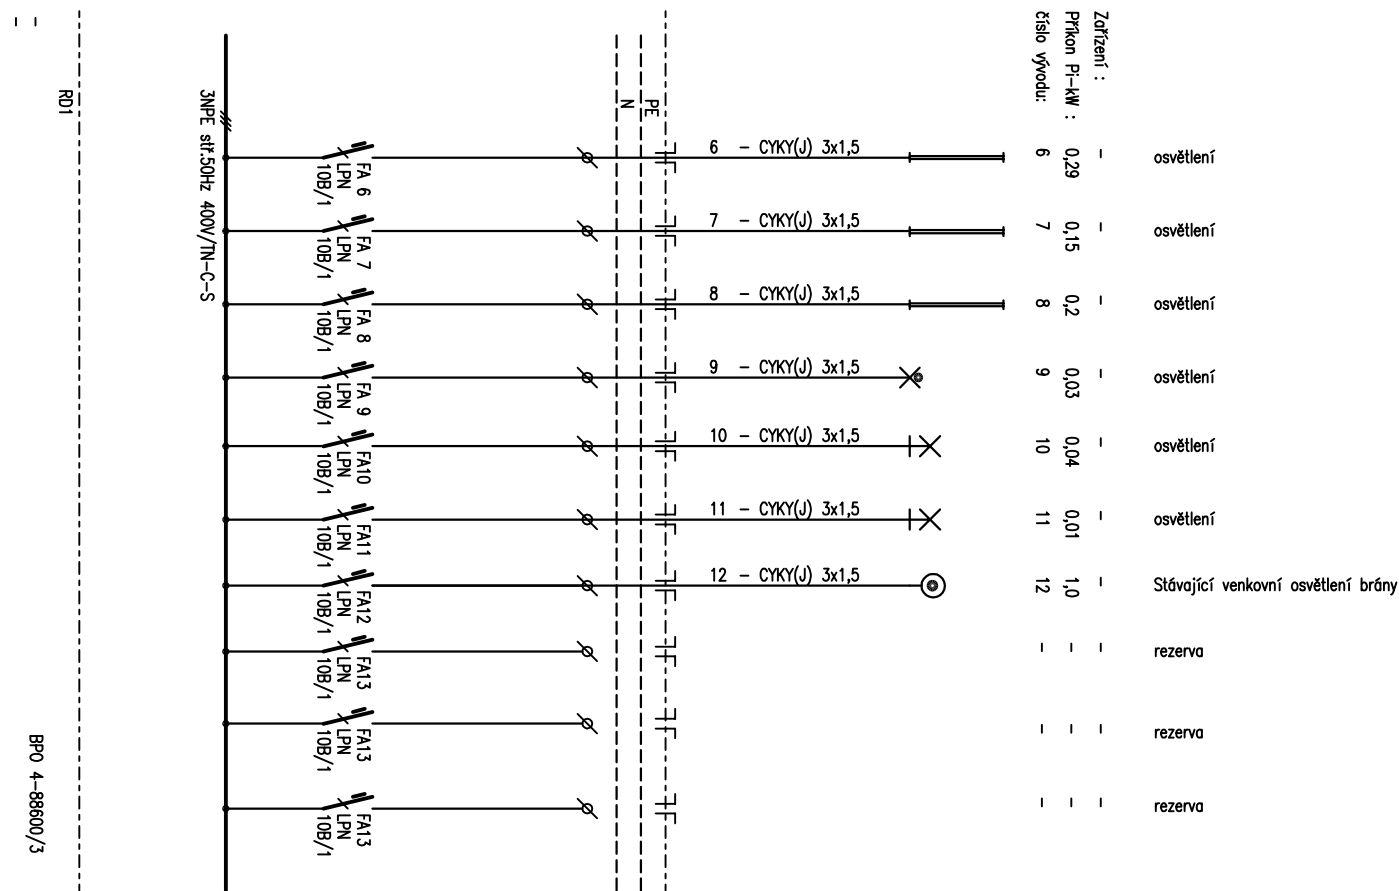 Zařízení :
Příkon Pi-kW :
číslo vývodu:
PE
N
3NPE stř.50Hz 400V/TN-C-S
RD1
BPO 4-88600/3
- -
FA 6
LPN
10B/1
6 - CYKY(J) 3x1,5
6 0,29 - osvětlení
FA 7
LPN
10B/1
7 - CYKY(J) 3x1,5
7 0,15 - osvětlení
FA 8
LPN
10B/1
8 - CYKY(J) 3x1,5
8 0,2 - osvětlení
FA 9
LPN
10B/1
9 - CYKY(J) 3x1,5
9 0,03 - osvětlení
FA10
LPN
10B/1
10 - CYKY(J) 3x1,5
10 0,04 - osvětlení
FA11
LPN
10B/1
11 - CYKY(J) 3x1,5
11 0,01 - osvětlení
FA12
LPN
10B/1
12 - CYKY(J) 3x1,5
12 1,0 - Stávající venkovní osvětlení brány
FA13
LPN
10B/1
- - - rezerva
FA13
LPN
10B/1
- - - rezerva
FA13
LPN
10B/1
- - - rezerva